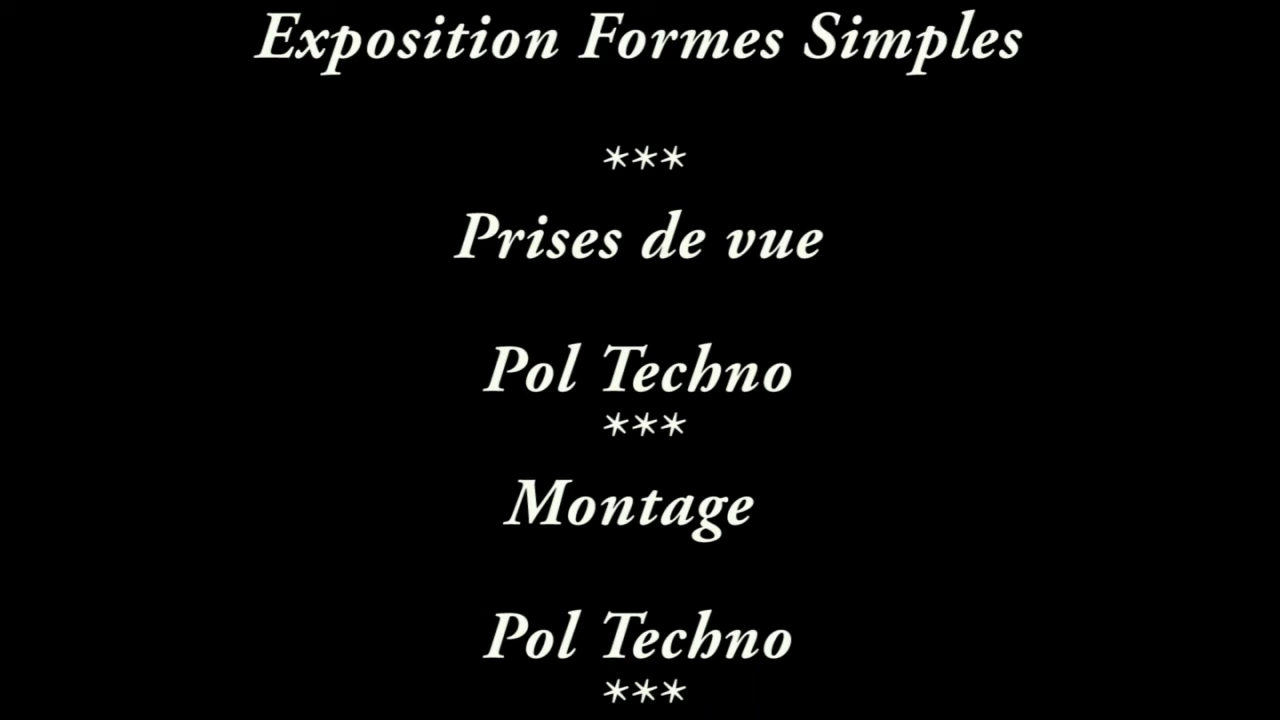 Exposition Formes Simples
***
Prises de vue
Pol Techno
***
Montage
Pol Techno
***